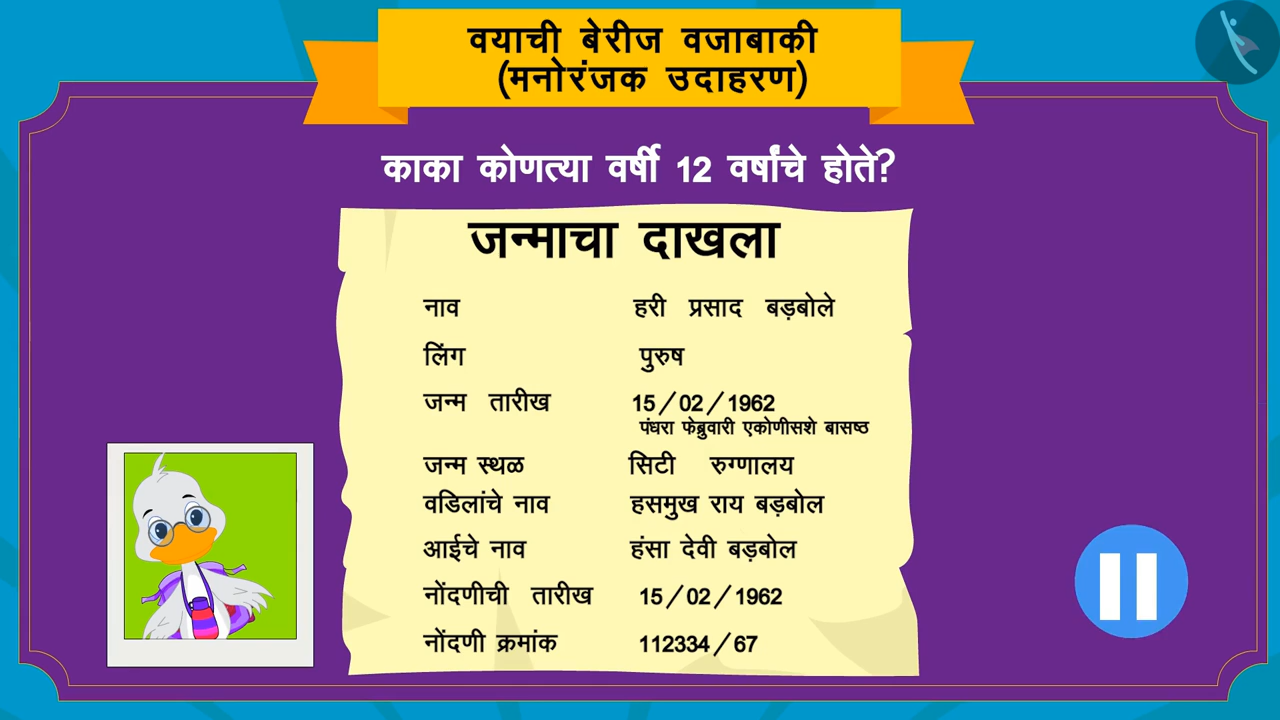 वयाची बेरीज वजाबाकी
(मनोरंजक उदाहरण)
काका कोणत्या वर्षी 12 वर्षांचे होते?
जन्माचा दाखला
नाव हरी प्रसाद बड़बोले
लिंग पुरुष
जन्म तारीख 15/02/1962
पंधरा फेब्रुवारी एकोणीसशे बासष्ठ
जन्म स्थळ सिटी रुग्णालय
वडिलांचे नाव हसमुख राय बड़बोल
आईचे नाव हंसा देवी बड़बोल
नोंदणीची तारीख 15/02/1962
नोंदणी क्रमांक 112334/67